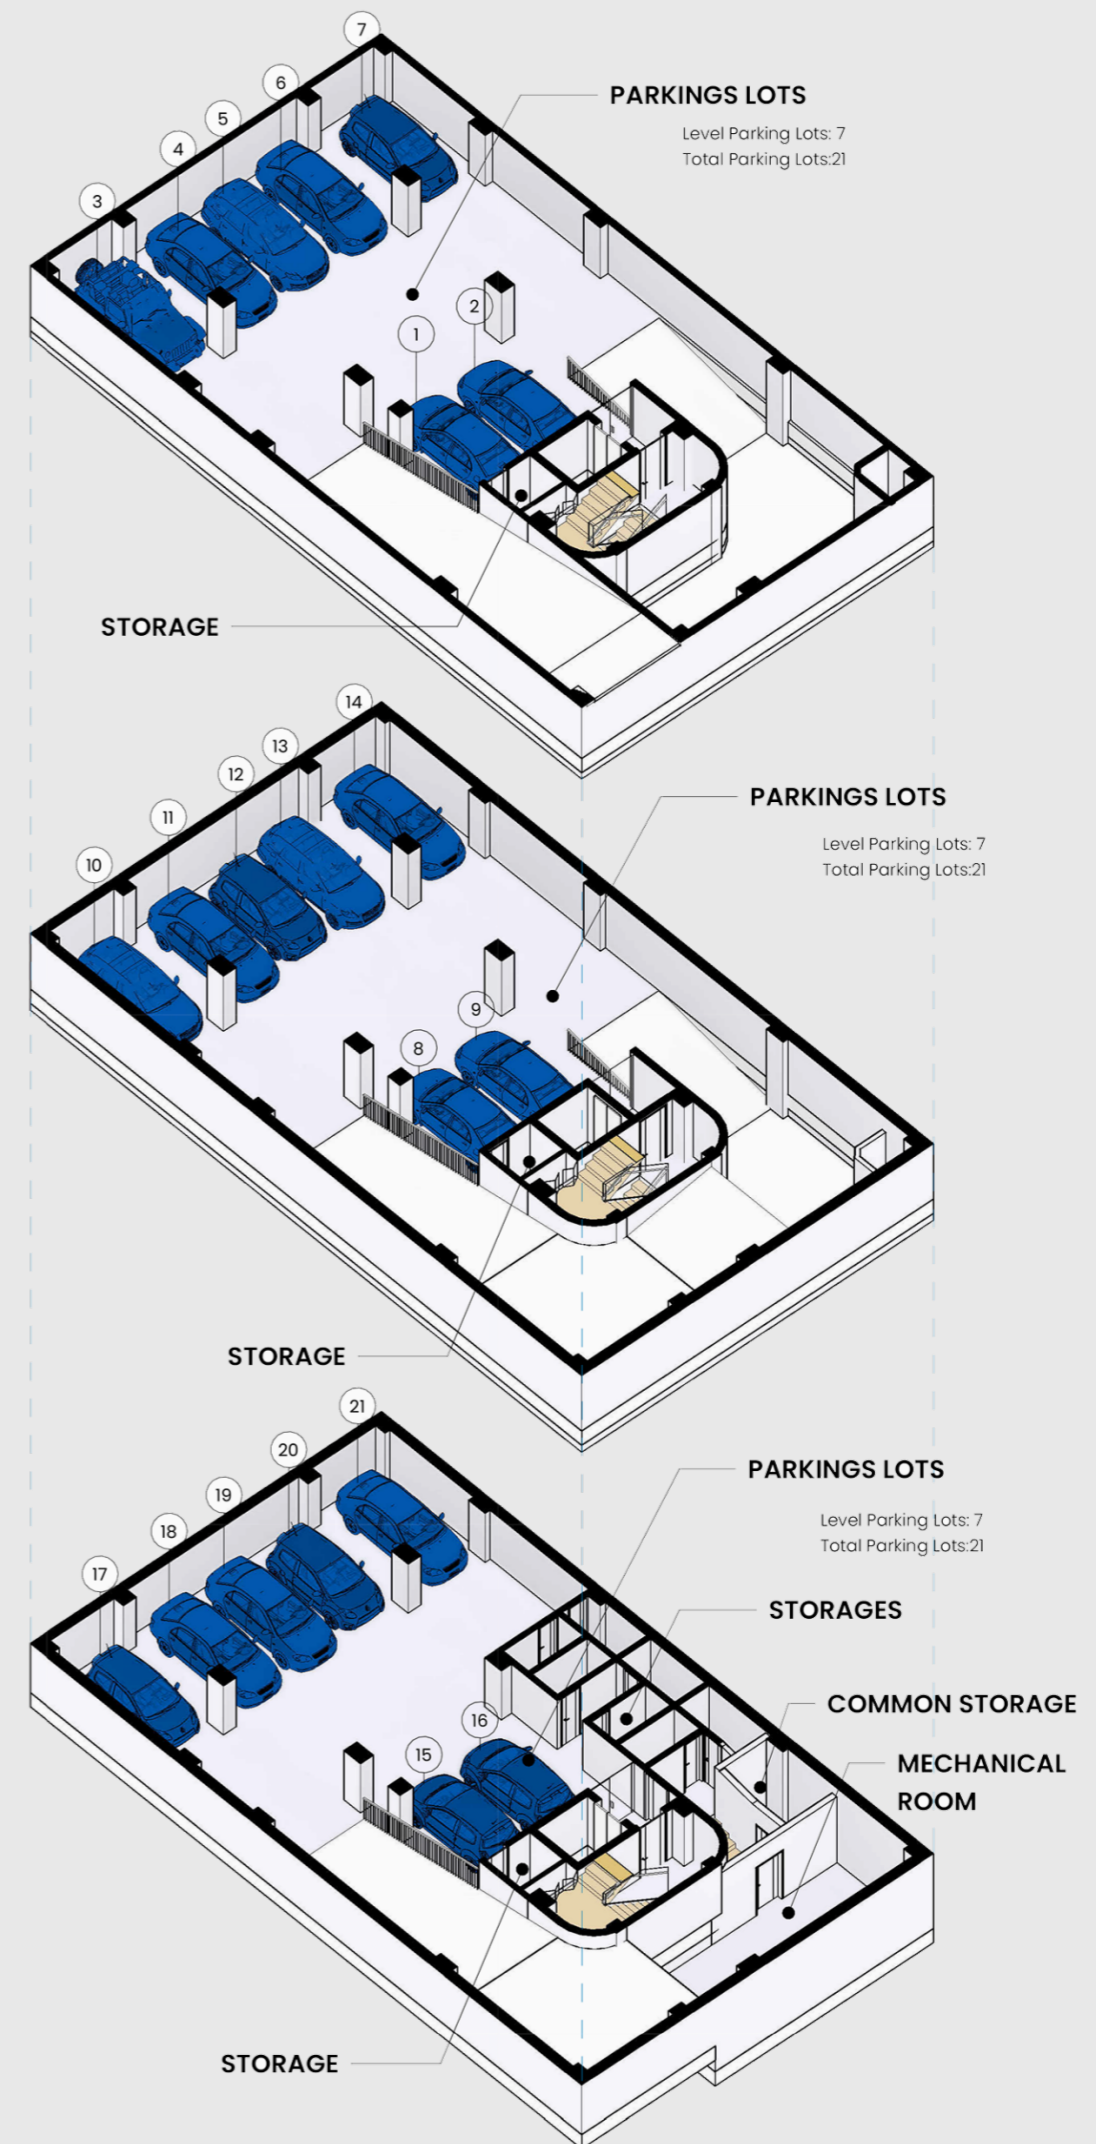 7
6
5
4
3
PARKINGS LOTS
Level Parking Lots: 7
Total Parking Lots:21
2
1
STORAGE
14
13
12
11
10
PARKINGS LOTS
Level Parking Lots: 7
Total Parking Lots:21
9
8
STORAGE
21
20
19
18
17
PARKINGS LOTS
Level Parking Lots: 7
Total Parking Lots:21
STORAGES
COMMON STORAGE
MECHANICAL
ROOM
16
15
STORAGE